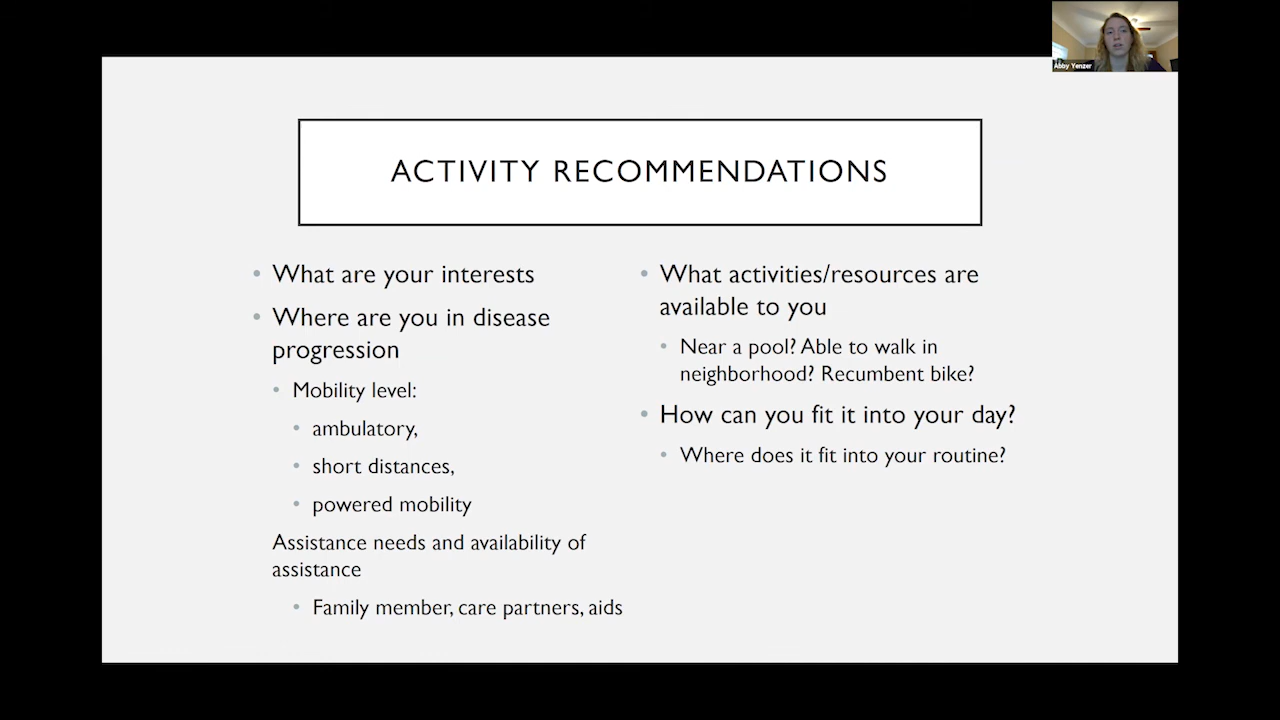 Abby Yenzer
ACTIVITY RECOMMENDATIONS
• What are your interests
• Where are you in disease
progression
• Mobility level:
• ambulatory,
• short distances,
• powered mobility
Assistance needs and availability of
assistance
• Family member, care partners, aids
• What activities/resources are
available to you
• Near a pool? Able to walk in
neighborhood? Recumbent bike?
• How can you fit it into your day?
• Where does it fit into your routine?